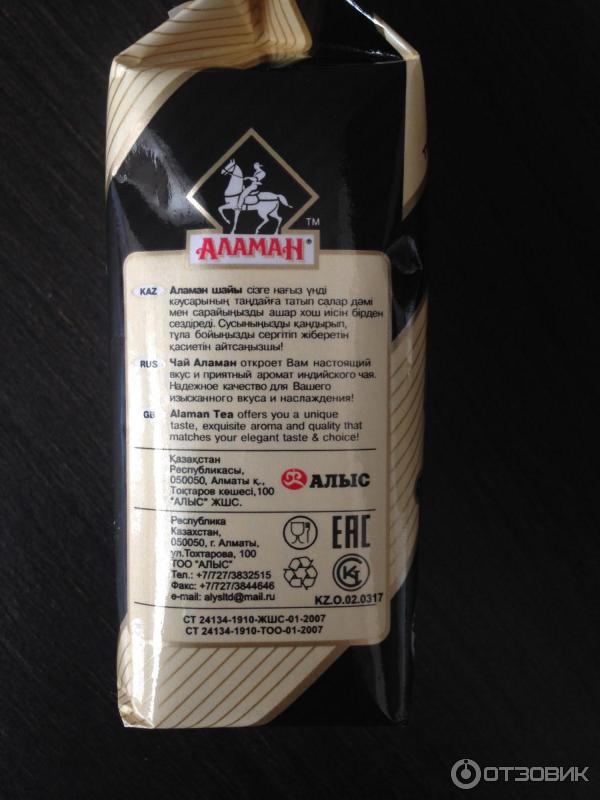 TM
АЛАМАН®
KAZ Аламан шайы сізге нағыз үнді
кәусарының таңдайға татып салар дәмі
мен сарайыңызды ашар хош иісін бірден
сездіреді. Сусыныңызды қандырып,
тұла бойыңызды сергітіп жіберетін
қасиетін айтсаңызшы!
RUS Чай Аламан откроет Вам настоящий
вкус и приятный аромат индийского чая.
Надежное качество для Вашего
изысканного вкуса и наслаждения!
GB Alaman Tea offers you a unique
taste, exquisite aroma and quality that
matches your elegant taste & choice!
Қазақстан
Республикасы,
050050, Алматы қ.,
Тоқтаров көшесі,100
"АЛЫС" ЖШС.
АЛЫС
Республика
Казахстан,
050050, г. Алматы,
ул.Тохтарова, 100
ТОО "АЛЫС"
Тел.: +7/727/3832515
Факс: +7/727/3844646
e-mail: alysltd@mail.ru
EAC
KZ.O.02.0317
СТ 24134-1910-ЖШС-01-2007
СТ 24134-1910-ТОО-01-2007
ОТЗОВИК